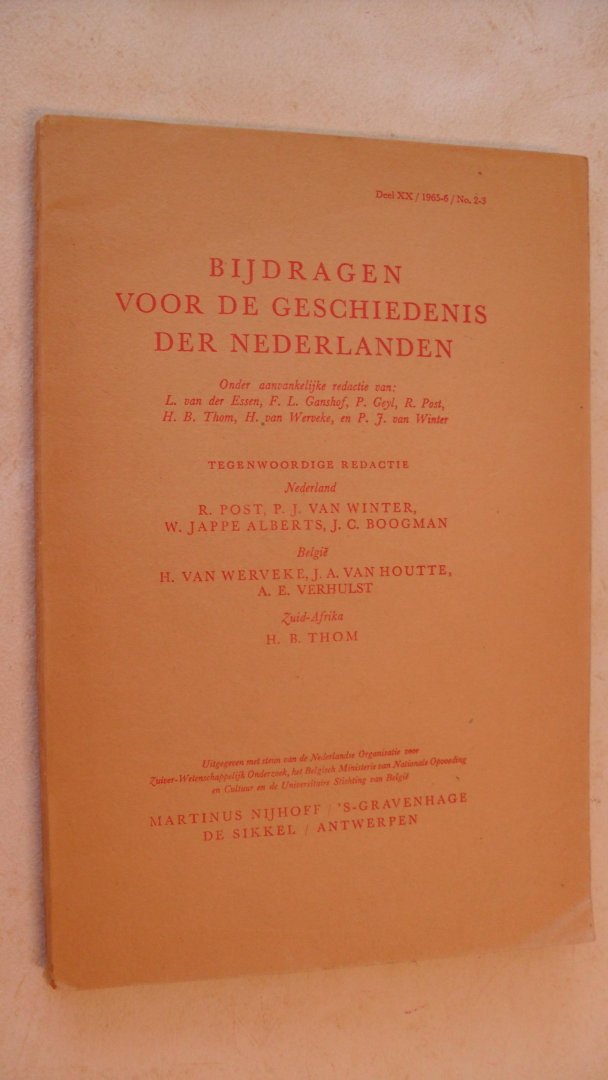 Deel XX / 1965-6 / No. 2-3
BIJDRAGEN
VOOR DE GESCHIEDENIS
DER NEDERLANDEN
Onder aanvankelijke redactie van:
L. van der Essen, F. L. Ganshof, P. Geyl, R. Post,
H. B. Thom, H. van Werveke, en P. J. van Winter
TEGENWOORDIGE REDACTIE
Nederland
R. POST, P. J. VAN WINTER,
W. JAPPE ALBERTS, J. C. BOOGMAN
België
H. VAN WERVEKE, J. A. VAN HOUTTE,
A. E. VERHULST
Zuid-Afrika
H. B. THOM
Uitgegeven met steun van de Nederlandse Organisatie voor
Zuiver-Wetenschappelijk Onderzoek, het Belgisch Ministerie van Nationale Opvoeding
en Cultuur en de Universitaire Stichting van België
MARTINUS NIJHOFF / 'S-GRAVENHAGE
DE SIKKEL / ANTWERPEN